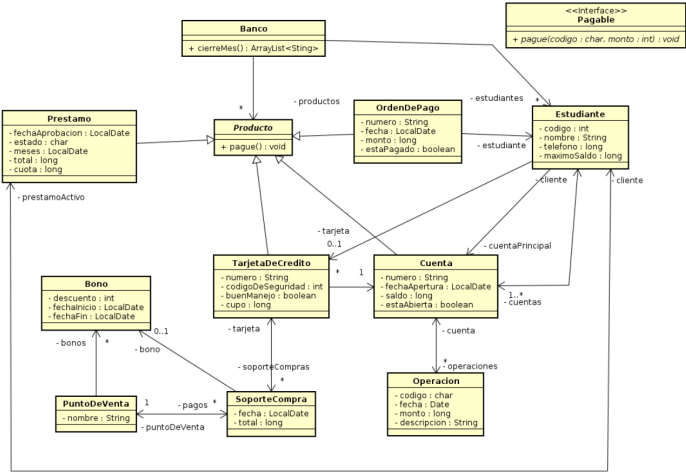 <<Interface>>
Pagable
+ pague(codigo : char, monto : int) : void
Banco
+ cierreMes() : ArrayList<Sting>
*
*
- productos
- estudiantes
Prestamo
- fechaAprobacion : LocalDate
- estado : char
- meses : LocalDate
- total : long
- cuota : long
Producto
+ pague() : void
OrdenDePago
- numero : String
- fecha : LocalDate
- monto : long
- estaPagado : boolean
- estudiante
Estudiante
- codigo : int
- nombre : String
- telefono : long
- maximoSaldo : long
- cliente
- cliente
- prestamoActivo
- tarjeta
0..1
- cuentaPrincipal
TarjetaDeCredito
- numero : String
- codigoDeSeguridad : int
- buenManejo : boolean
- cupo : long
*
1
Cuenta
- numero : String
- fechaApertura : LocalDate
- saldo : long
- estaAbierta : boolean
1..*
- cuentas
Bono
- descuento : int
- fechaInicio : LocalDate
- fechaFin : LocalDate
0..1
- tarjeta
- cuenta
- bonos
*
- bono
- soporteCompras
*
*
- operaciones
PuntoDeVenta
- nombre : String
1
- pagos
*
- puntoDeVenta
SoporteCompra
- fecha : LocalDate
- total : long
Operacion
- codigo : char
- fecha : Date
- monto : long
- descripcion : String